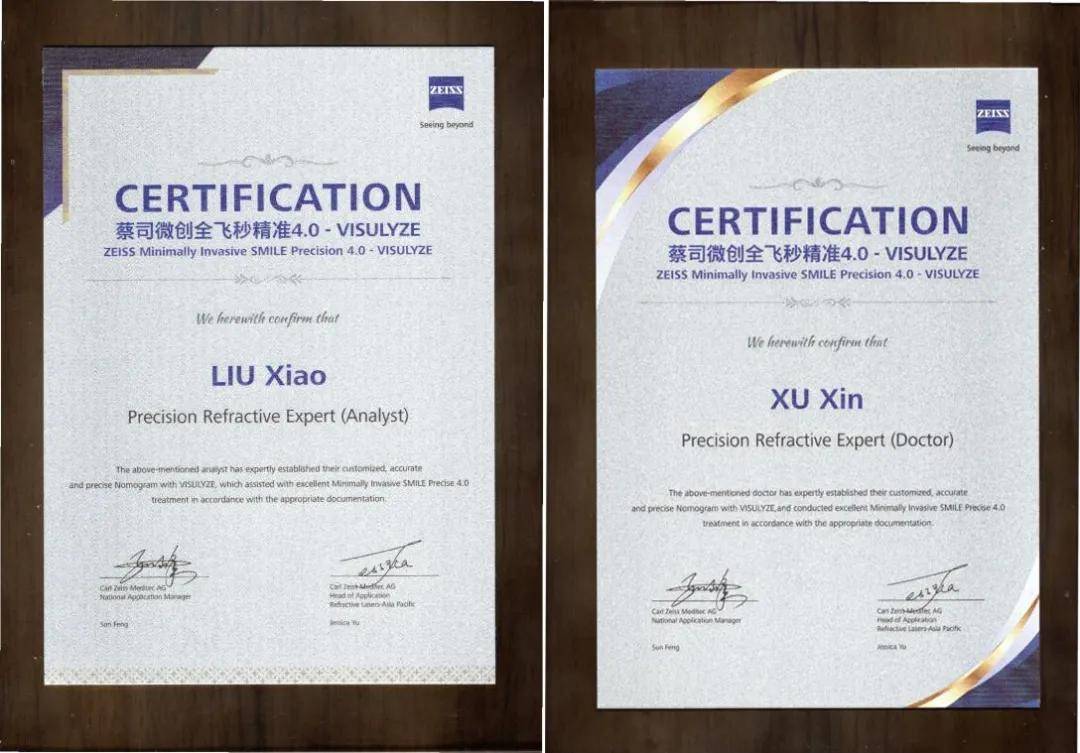 ZEISS
Seeing beyond
CERTIFICATION
蔡司微创全飞秒精准4.0 - VISULYZE
ZEISS Minimally Invasive SMILE Precision 4.0 - VISULYZE
We herewith confirm that
LIU Xiao
Precision Refractive Expert (Analyst)
The above-mentioned analyst has expertly established their customized, accurate
and precise Nomogram with VISULYZE, which assisted with excellent Minimally Invasive SMILE Precise 4.0
treatment in accordance with the appropriate documentation.
Carl Zeiss Meditec AG
National Application Manager
Sun Feng
Carl Zeiss Meditec AG
Head of Application
Refractive Lasers-Asia Pacific
Jessica Yu
ZEISS
Seeing beyond
CERTIFICATION
蔡司微创全飞秒精准4.0 - VISULYZE
ZEISS Minimally Invasive SMILE Precision 4.0 - VISULYZE
We herewith confirm that
XU Xin
Precision Refractive Expert (Doctor)
The above-mentioned doctor has expertly established their customized, accurate
and precise Nomogram with VISULYZE,and conducted excellent Minimally Invasive SMILE Precise 4.0
treatment in accordance with the appropriate documentation.
Carl Zeiss Meditec AG
National Application Manager
Sun Feng
Carl Zeiss Meditec AG
Head of Application
Refractive Lasers-Asia Pacific
Jessica Yu